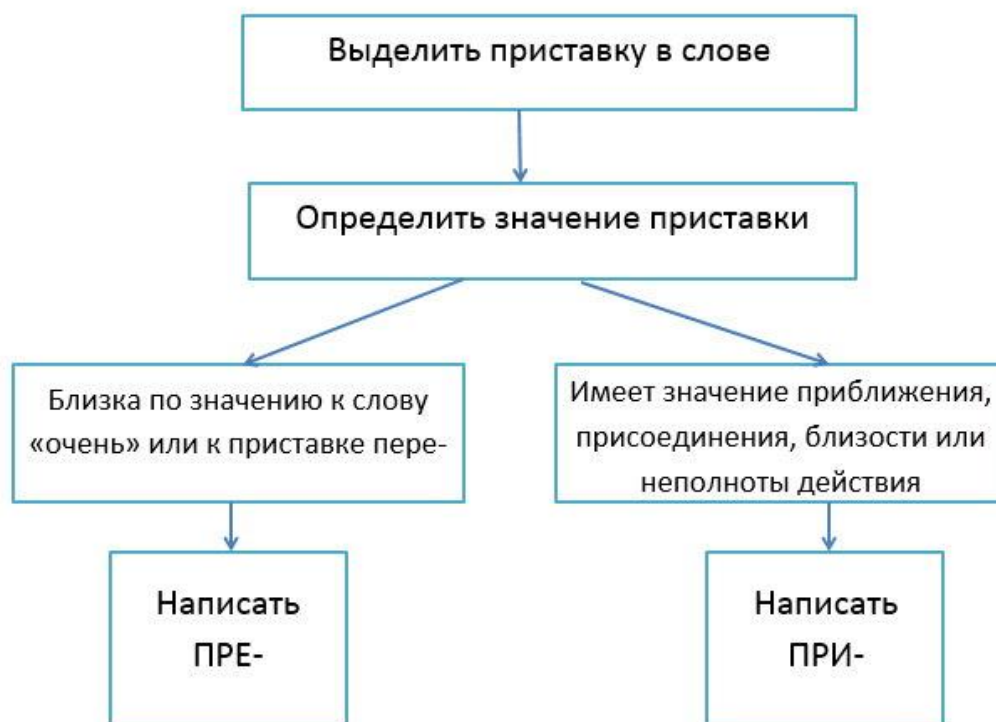 Выделить приставку в слове
Определить значение приставки
Близка по значению к слову
«очень» или к приставке пере-
Имеет значение приближения,
присоединения, близости или
неполноты действия
Написать
ПРЕ-
Написать
ПРИ-